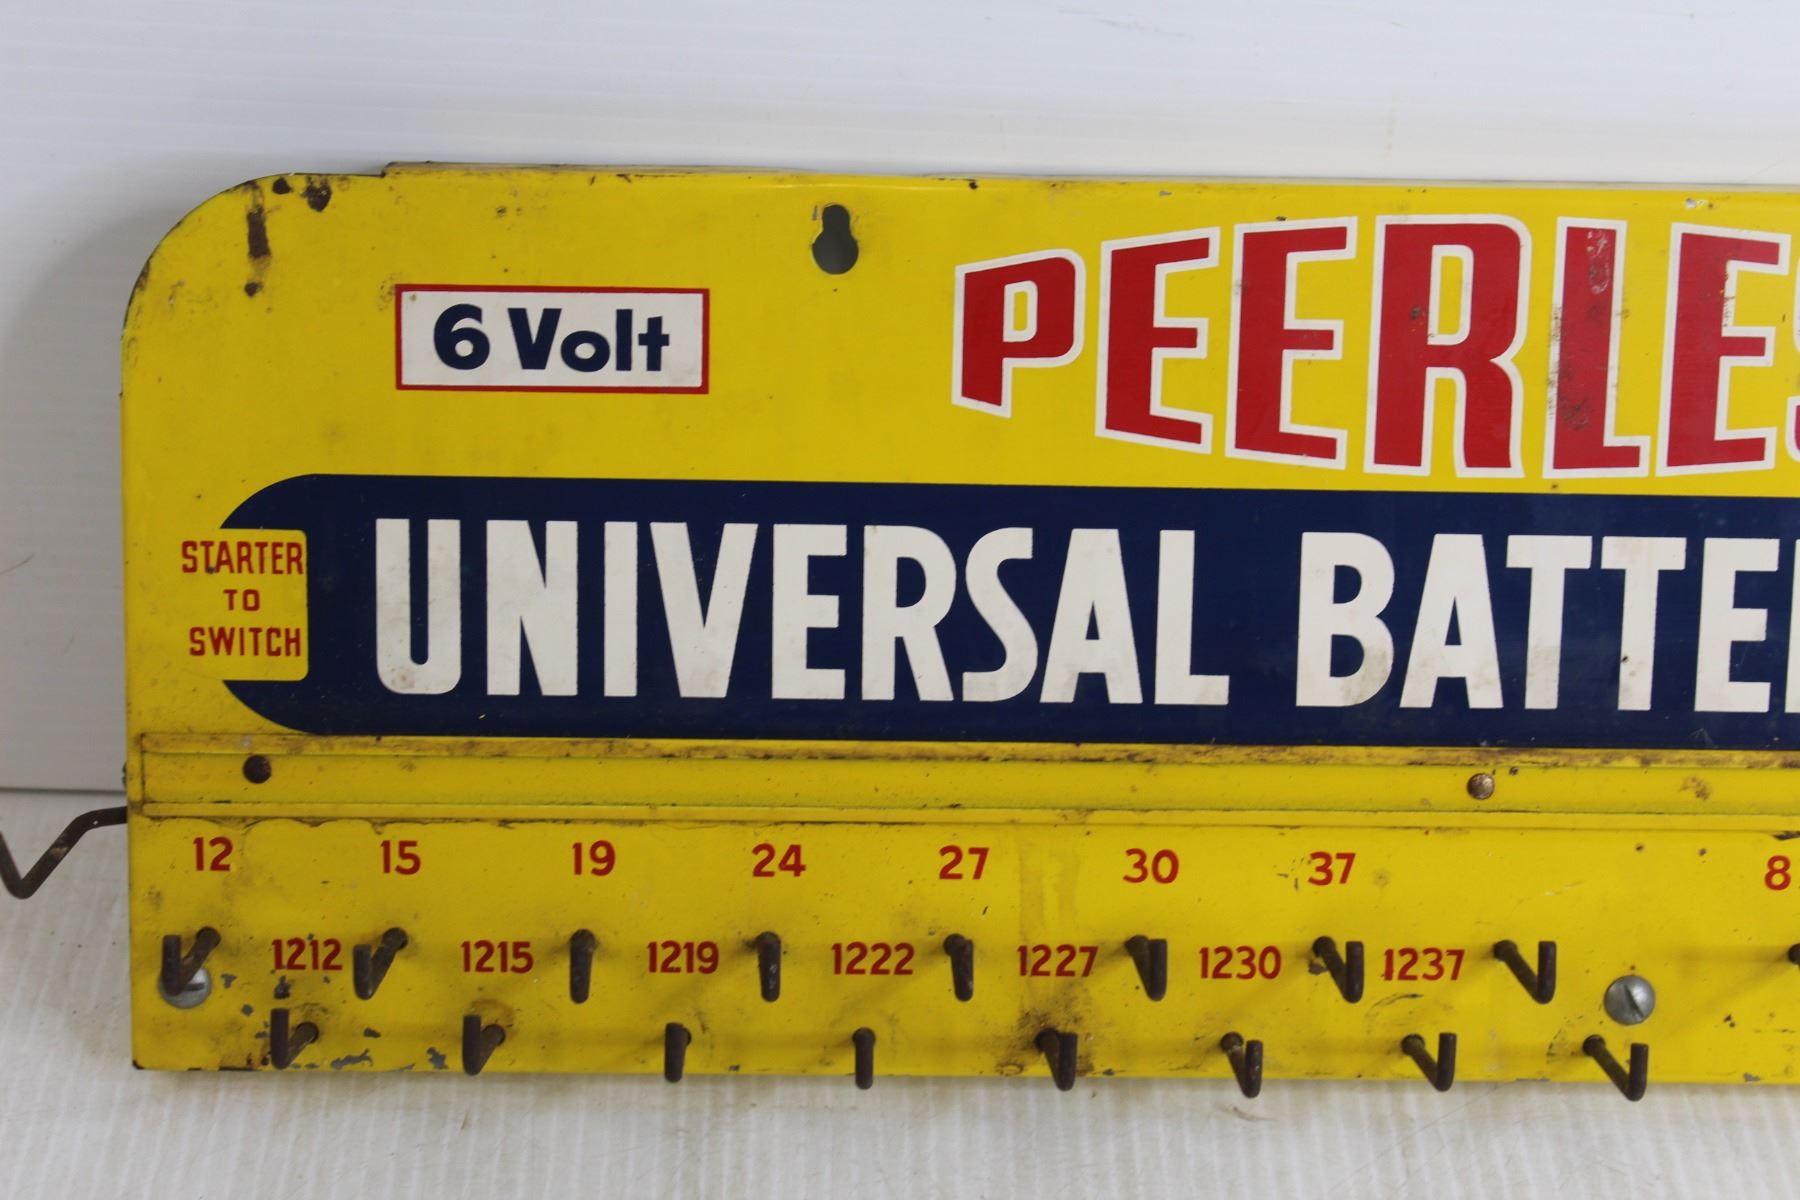 6 Volt
PEERLES
UNIVERSAL BATTE
STARTER
TO
SWITCH
12 15 19 24 27 30 37 8
1212 1215 1219 1222 1227 1230 1237